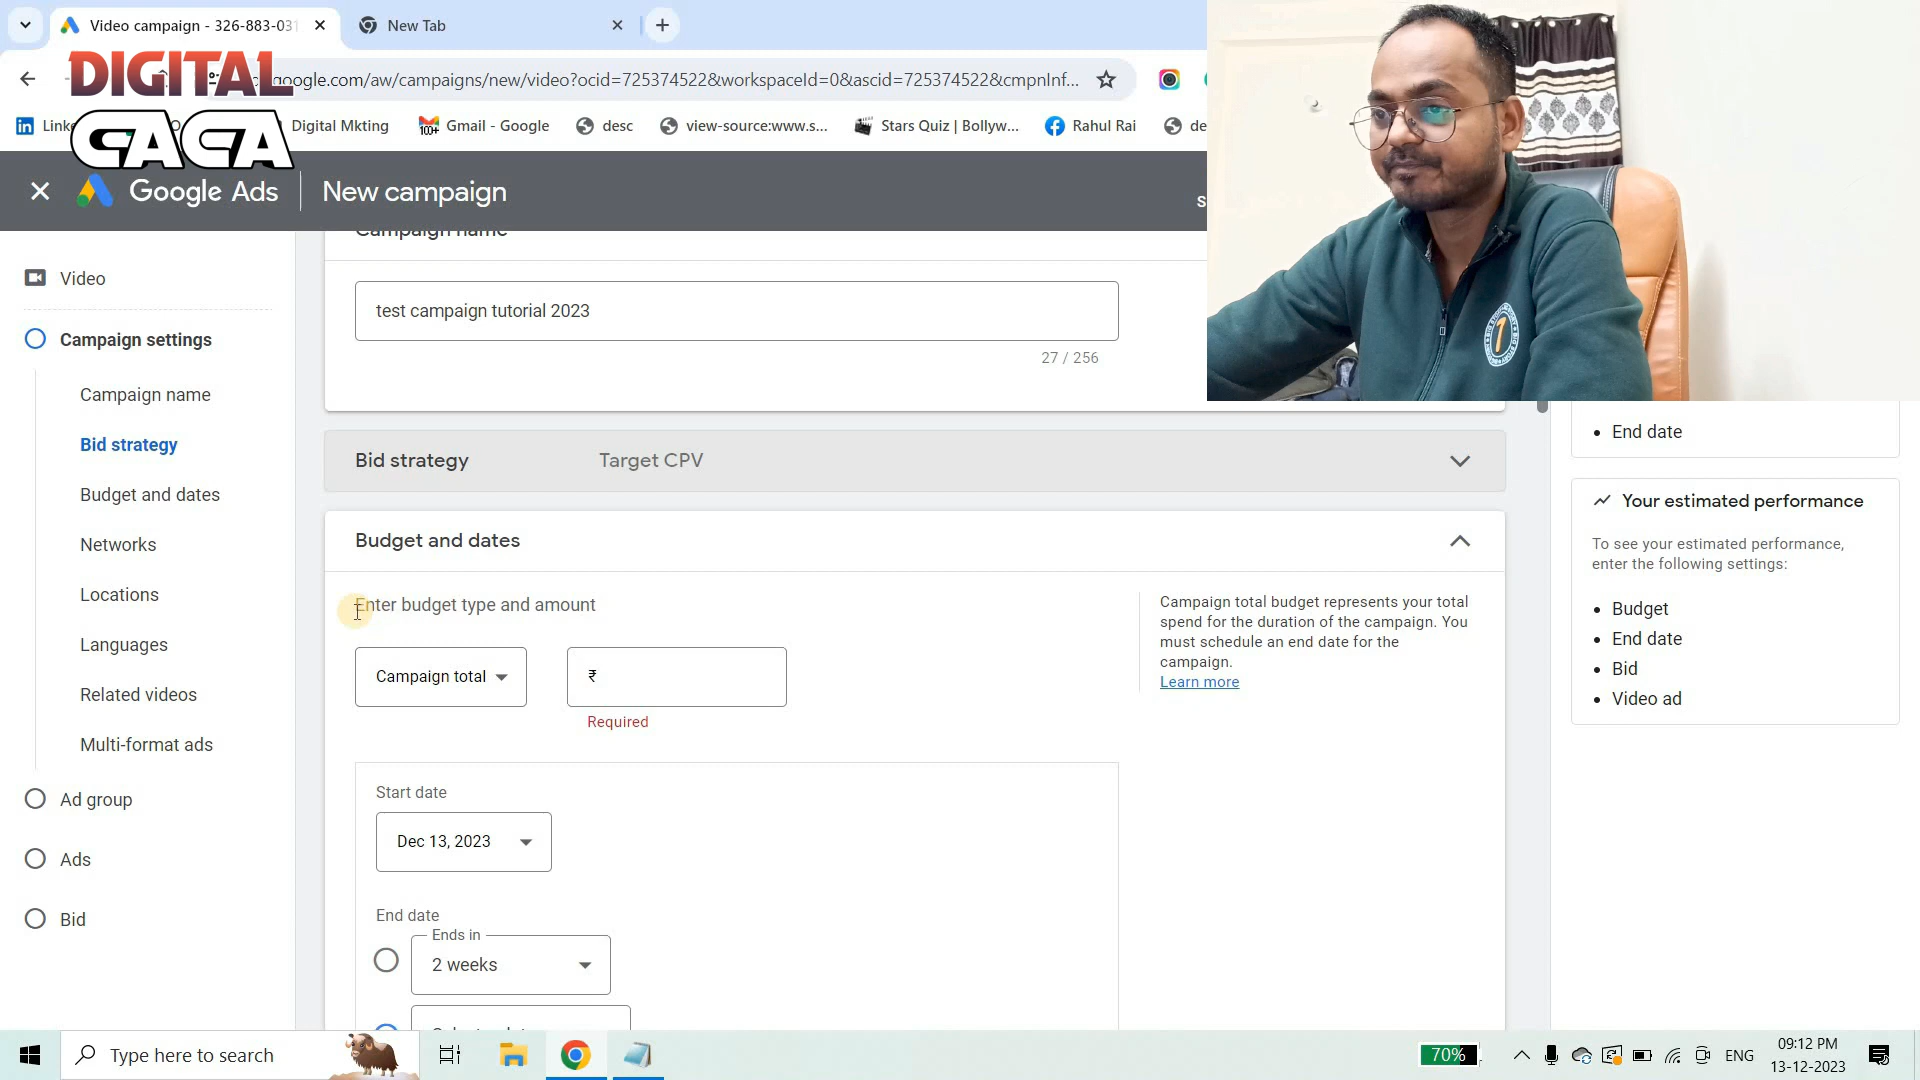 Video campaign - 326-883-031
New Tab
DIGITAL
CACA
google.com/aw/campaigns/new/video?ocid=725374522&workspaceId=0&ascid=725374522&cmpnInf...
Digital Mkting
Gmail - Google
desc
view-source:www.s...
Stars Quiz | Bollyw...
Facebook
Rahul Rai
de
Google Ads
New campaign
Video
Campaign settings
Campaign name
Bid strategy
Budget and dates
Networks
Locations
Languages
Related videos
Multi-format ads
Ad group
Ads
Bid
Campaign name
test campaign tutorial 2023
27 / 256
Bid strategy
Target CPV
Budget and dates
Enter budget type and amount
Campaign total
₹
Required
Campaign total budget represents your total
spend for the duration of the campaign. You
must schedule an end date for the
campaign.
Learn more
Start date
Dec 13, 2023
End date
Ends in
2 weeks
End date
Your estimated performance
To see your estimated performance,
enter the following settings:
Budget
End date
Bid
Video ad
Type here to search
70%
ENG
09:12 PM
13-12-2023